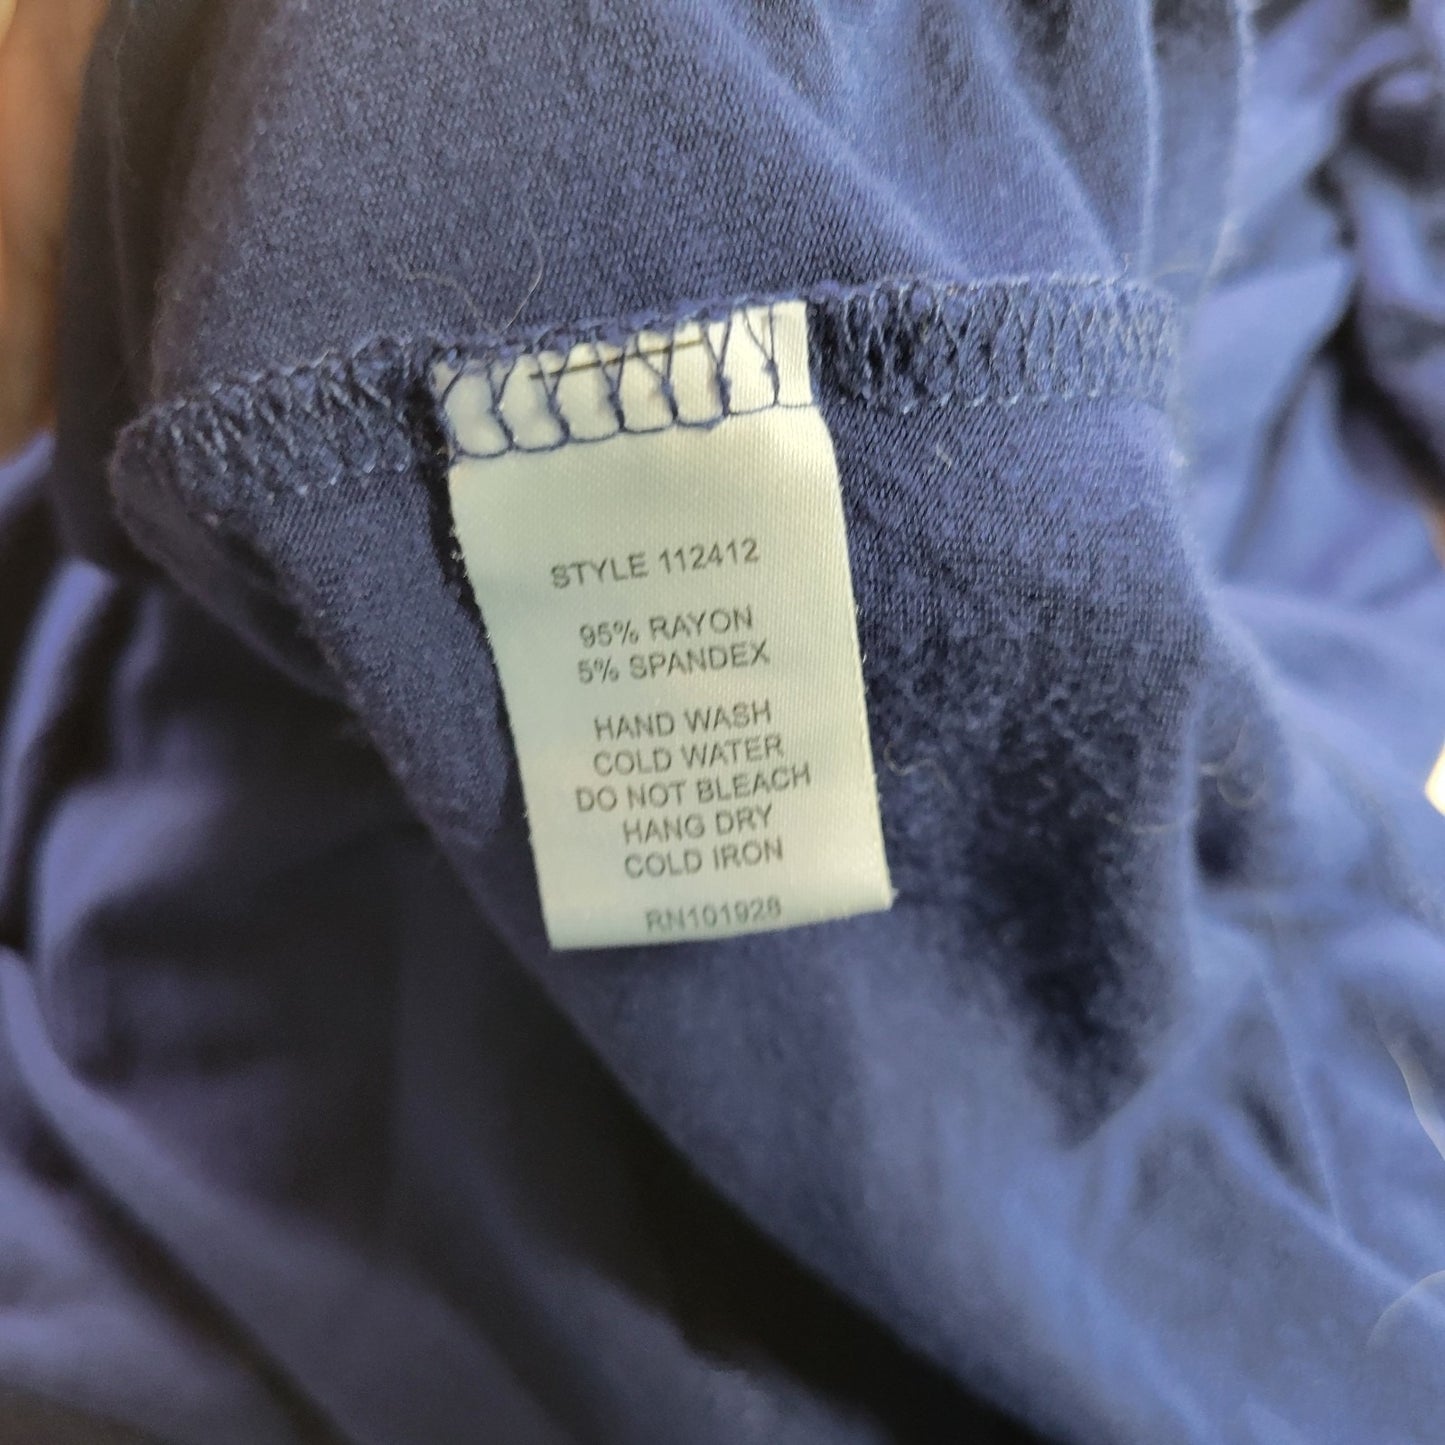 STYLE 112412
95% RAYON
5% SPANDEX
HAND WASH
COLD WATER
DO NOT BLEACH
HANG DRY
COLD IRON
RN101928